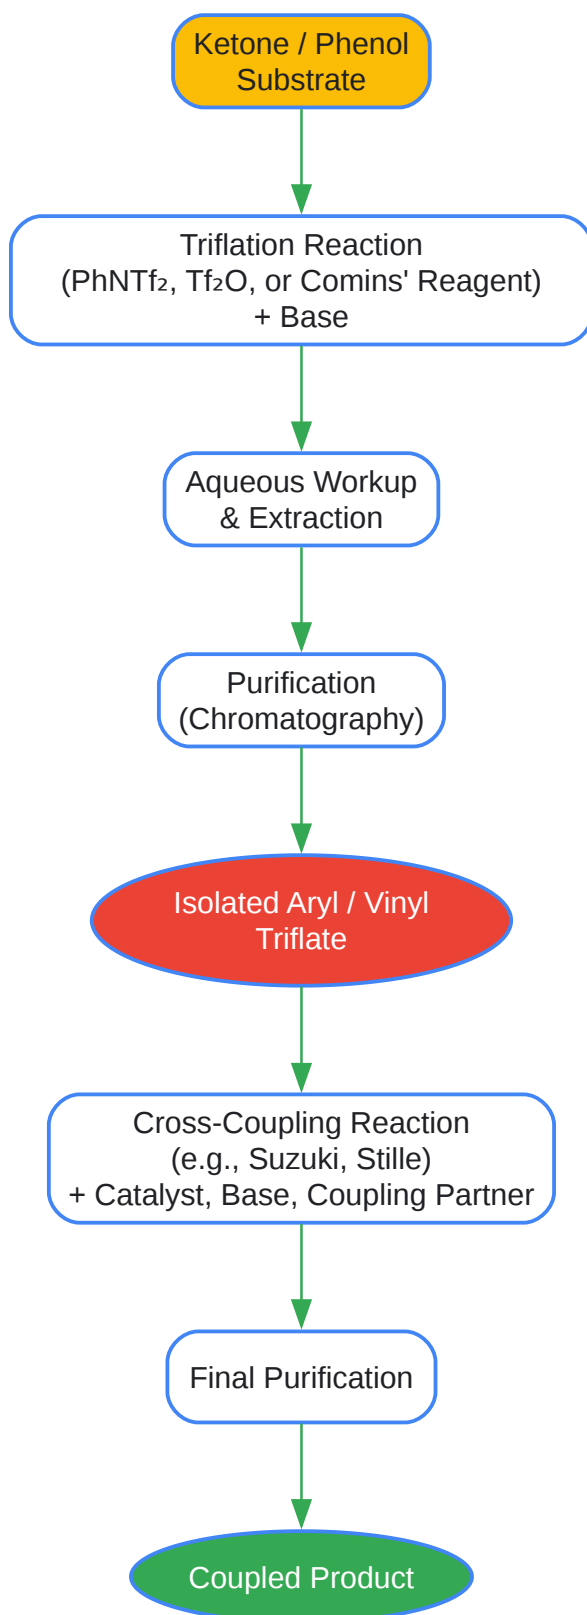 Ketone / Phenol
Substrate
Triflation Reaction
(PhNTf₂, Tf₂O, or Comins' Reagent)
+ Base
Aqueous Workup
& Extraction
Purification
(Chromatography)
Isolated Aryl / Vinyl
Triflate
Cross-Coupling Reaction
(e.g., Suzuki, Stille)
+ Catalyst, Base, Coupling Partner
Final Purification
Coupled Product